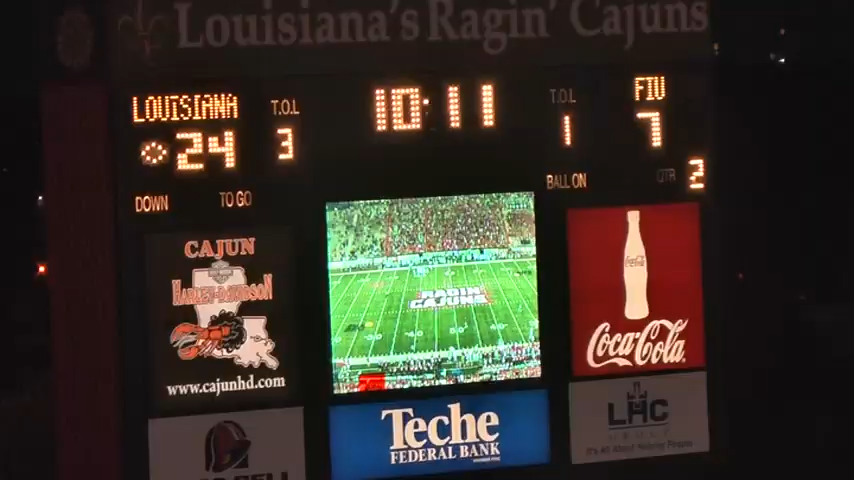 Louisiana's Ragin' Cajuns
LOUISIANA T.O.L 10:11 T.O.L FIU
24 3 1 7
DOWN TO GO BALL ON QTR 2
CAJUN
HARLEY-DAVIDSON
www.cajunhd.com
RAGIN
CAJUNS
Coca-Cola
Coca-Cola
Teche
FEDERAL BANK
LHC
GROUP
It's All About Helping People
BELL